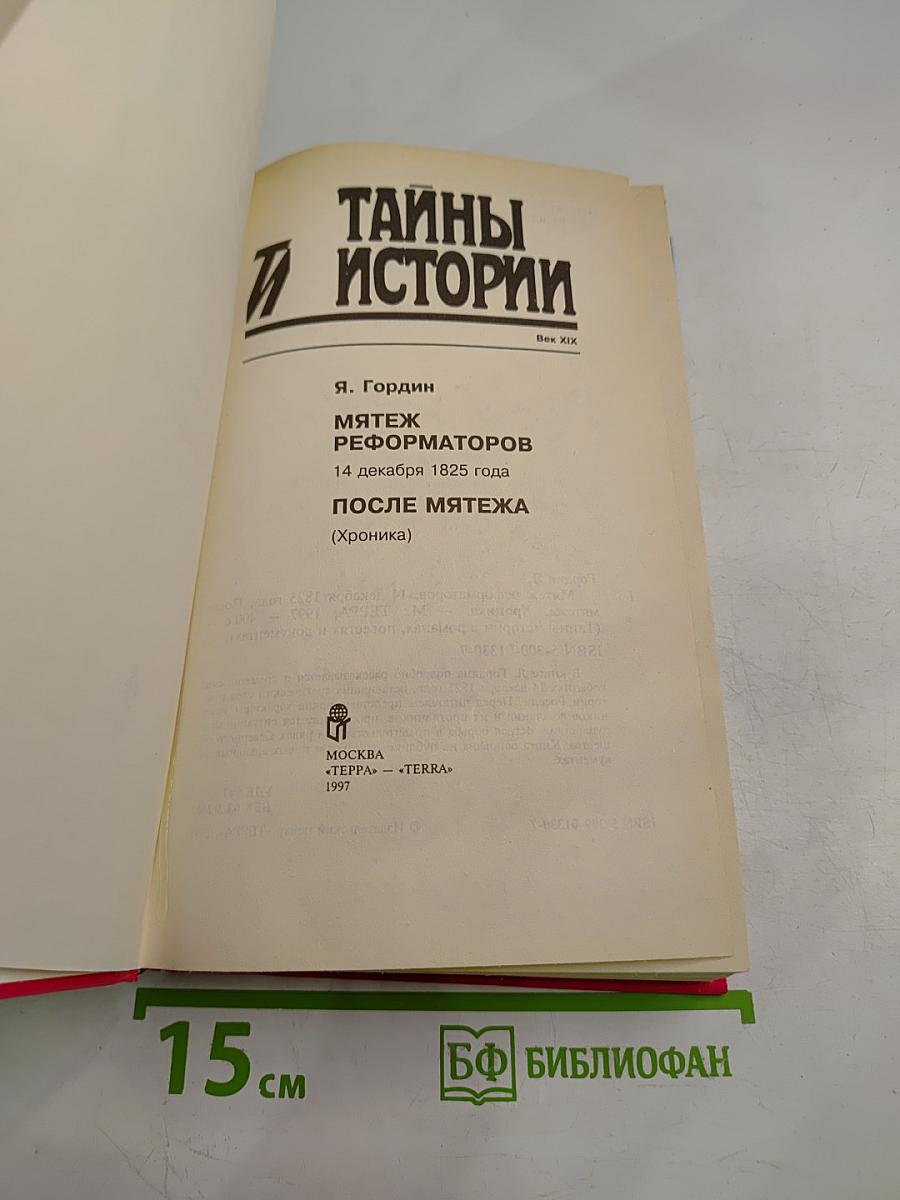 ТАЙНЫ
ТИ ИСТОРИИ
Век XIX
Я. Гордин
МЯТЕЖ
РЕФОРМАТОРОВ
14 декабря 1825 года
ПОСЛЕ МЯТЕЖА
(Хроника)
МОСКВА
«ТЕРРА» — «TERRA»
1997
15 см
БФ БИБЛИОФАН